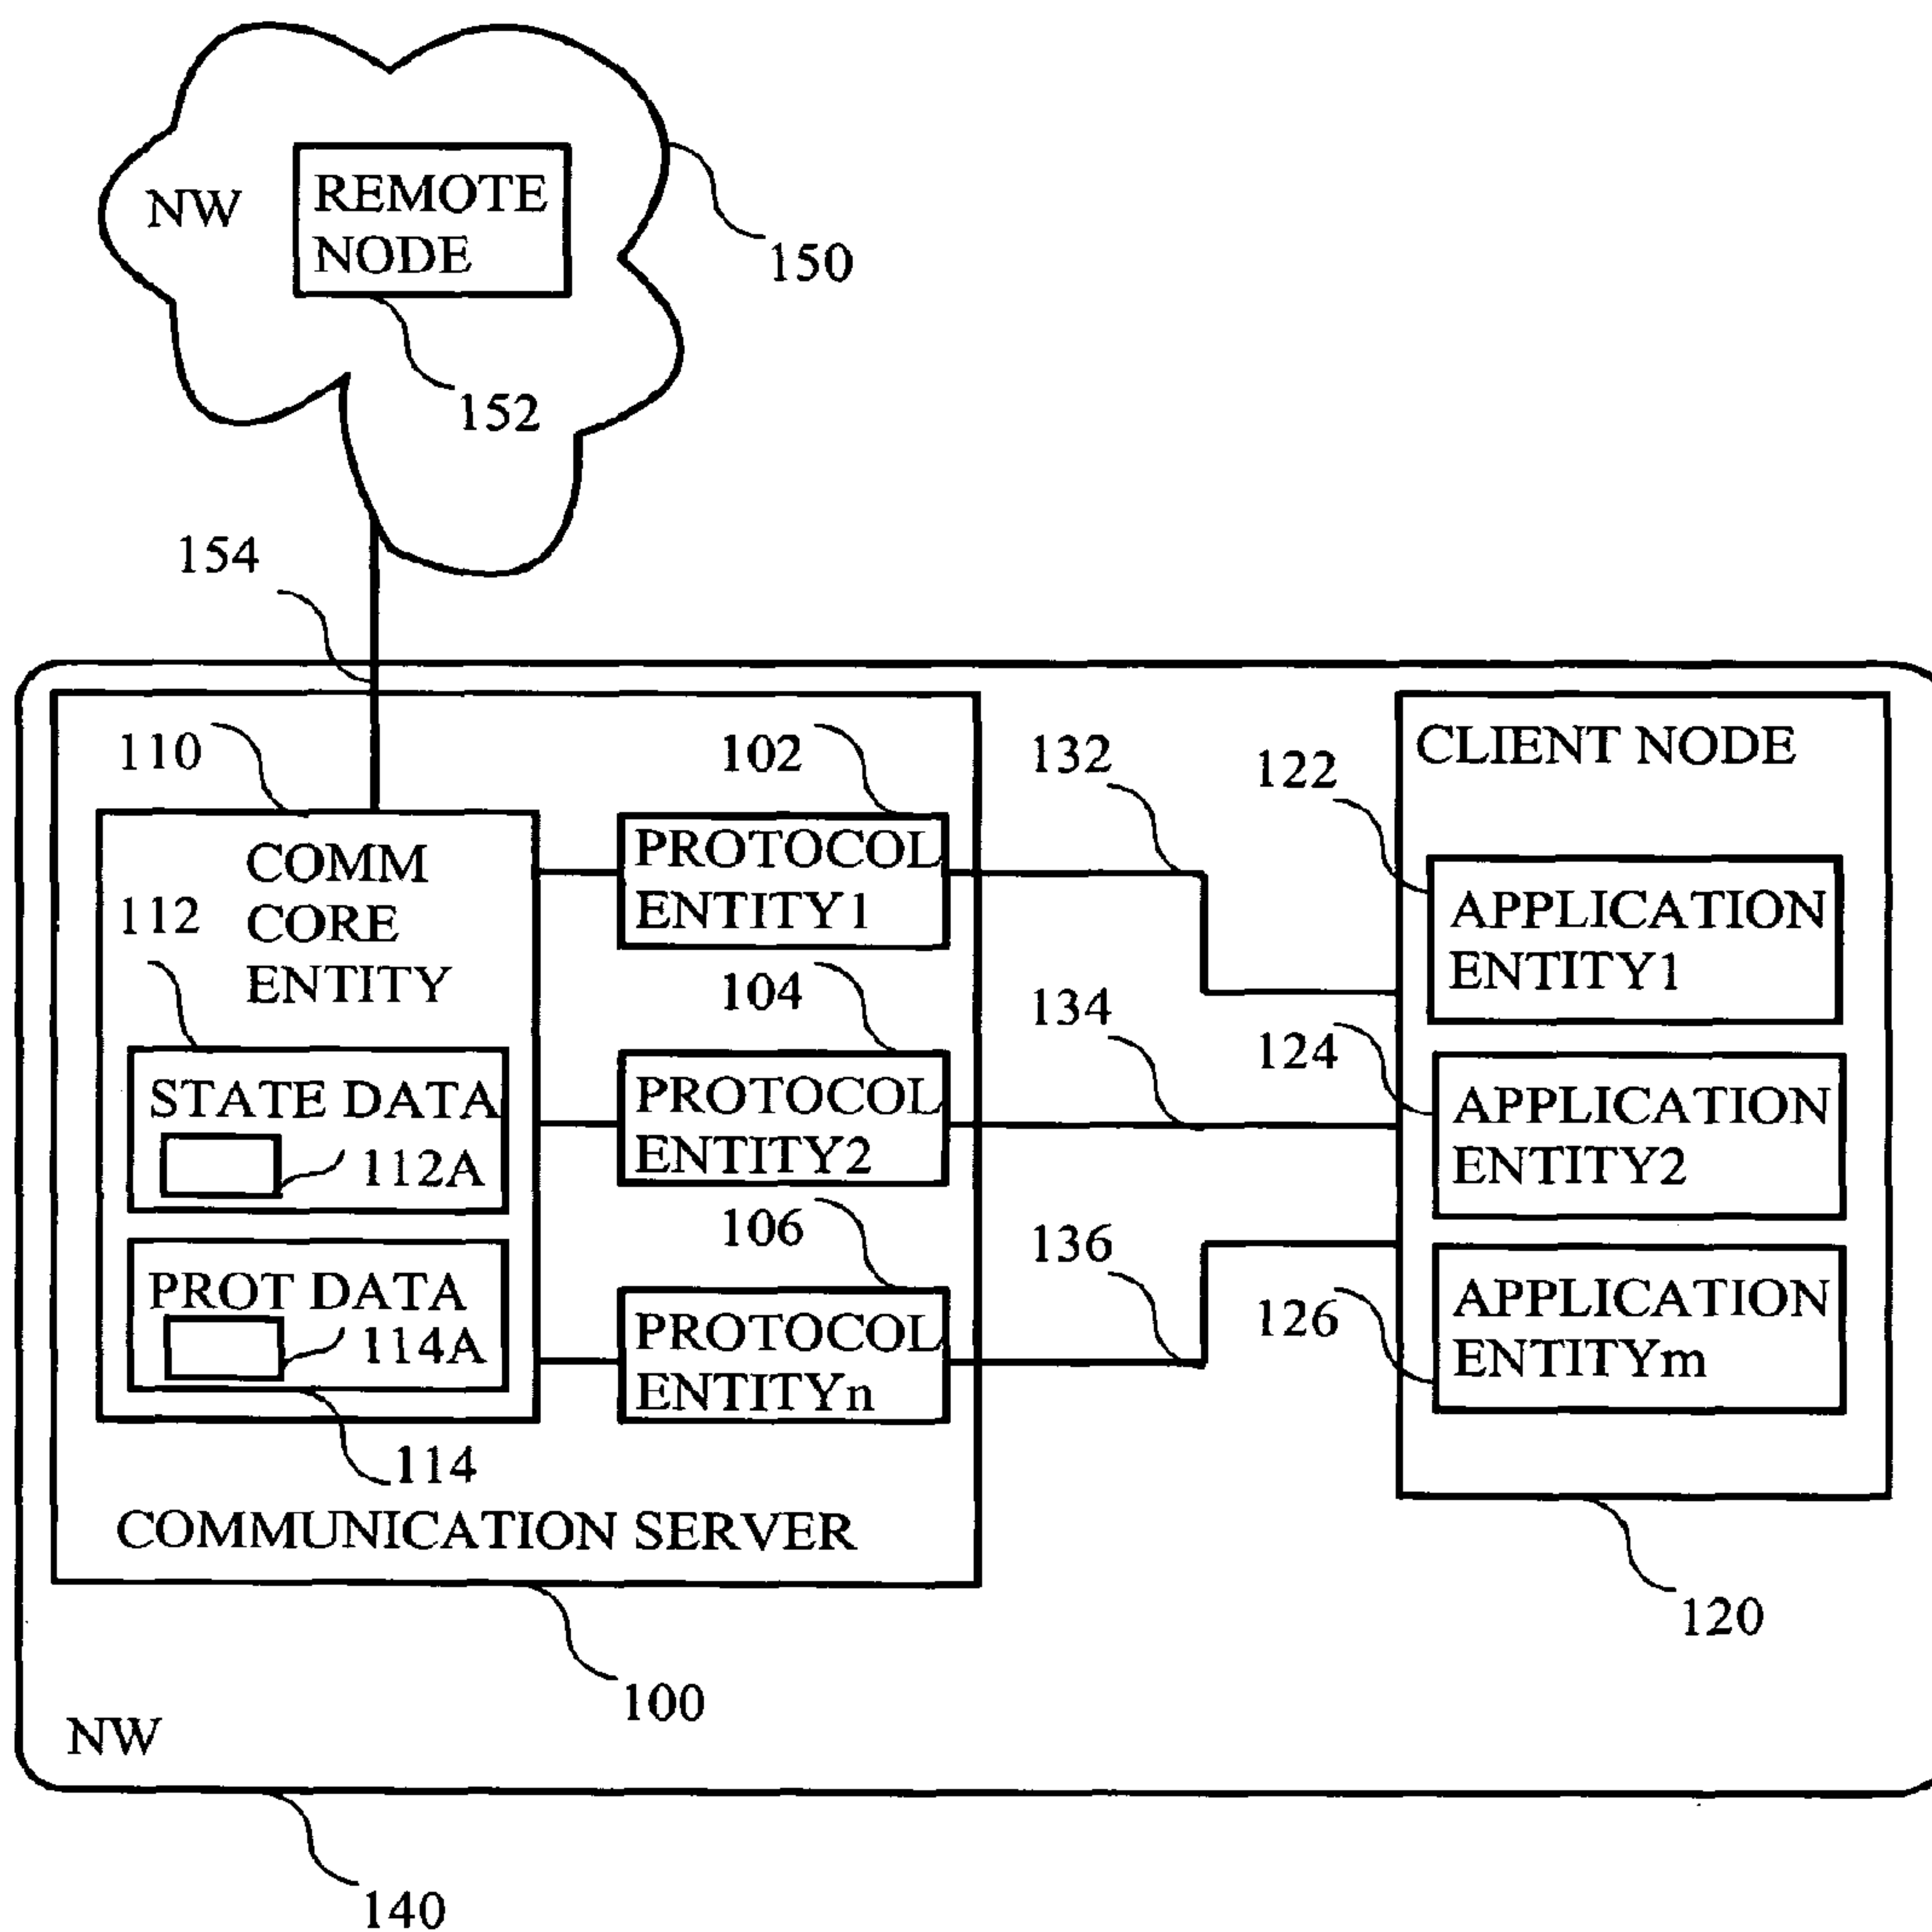 NW
REMOTE
NODE
150
152
154
110
102
132
122
CLIENT NODE
COMM
CORE
ENTITY
112
PROTOCOL
ENTITY1
APPLICATION
ENTITY1
104
134
124
STATE DATA
112A
PROTOCOL
ENTITY2
APPLICATION
ENTITY2
106
136
126
PROT DATA
114A
PROTOCOL
ENTITYn
APPLICATION
ENTITYm
114
COMMUNICATION SERVER
120
100
NW
140